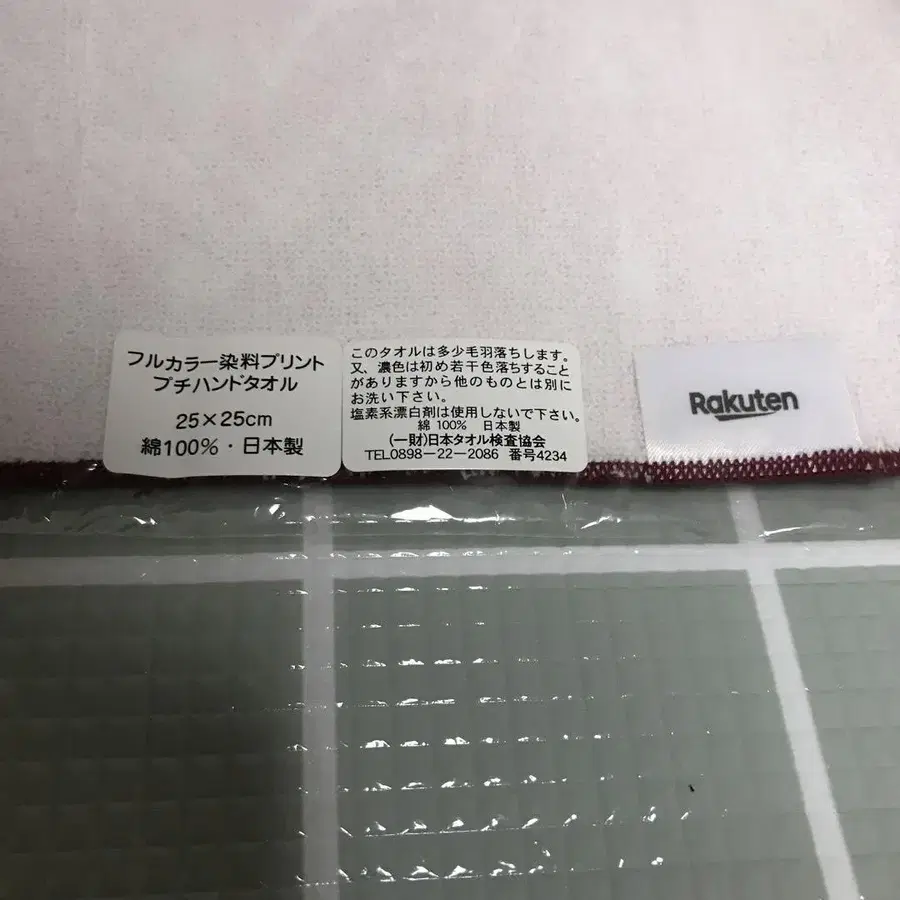 フルカラー染料プリント
プチハンドタオル
25×25cm
綿100%・日本製
このタオルは多少毛羽落ちします。
又、濃色は初め若干色落ちすること
がありますから他のものとは別に
お洗い下さい。
塩素系漂白剤は使用しないで下さい。
綿 100% 日本製
(一財)日本タオル検査協会
TEL0898-22-2086 番号4234
Rakuten